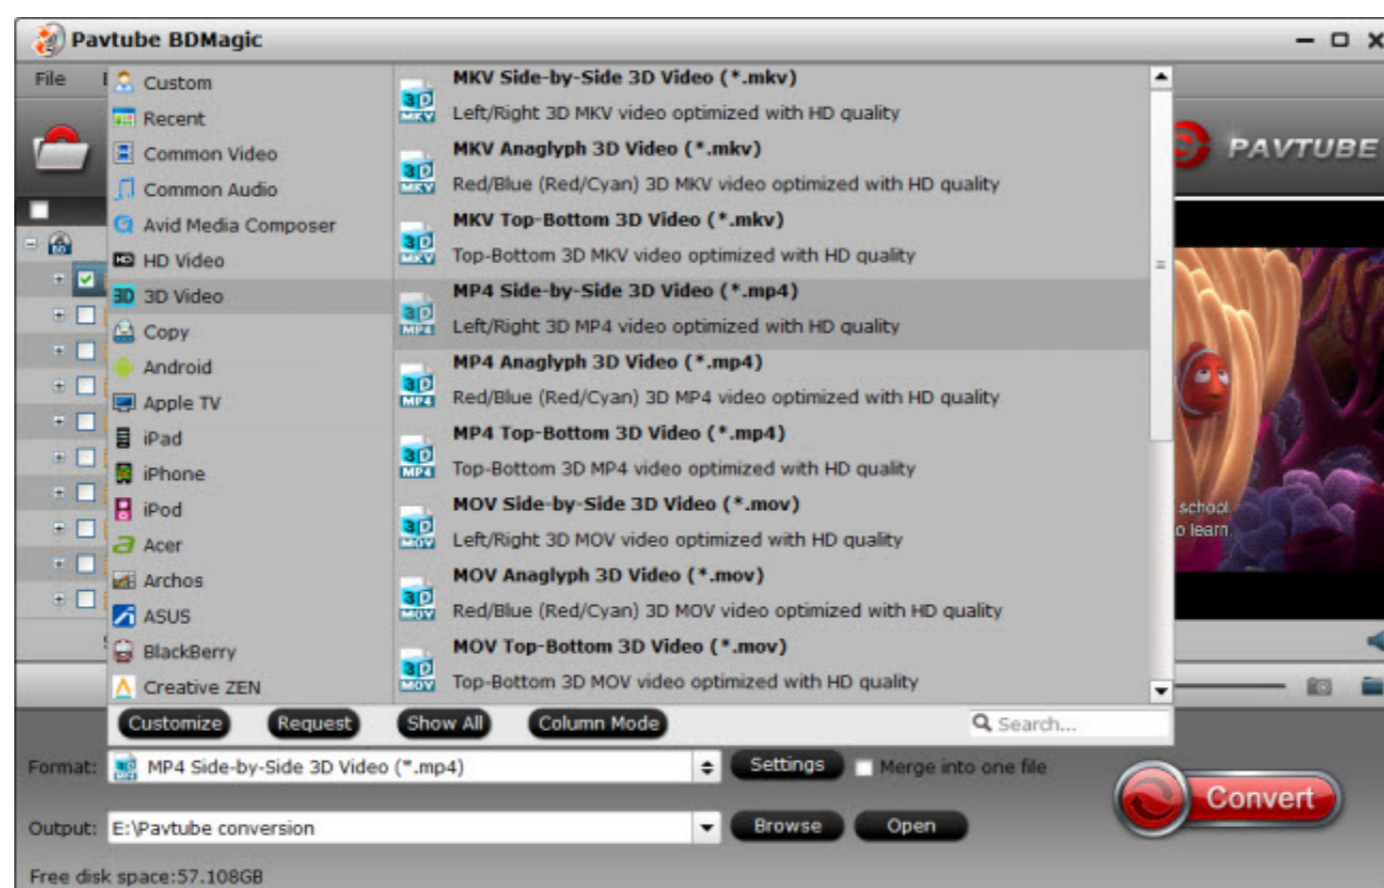 Pavtube BDMagic
File
PAVTUBE
Custom
Recent
Common Video
Common Audio
Avid Media Composer
HD Video
3D Video
Copy
Android
Apple TV
iPad
iPhone
iPod
Acer
Archos
ASUS
BlackBerry
Creative ZEN
MKV Side-by-Side 3D Video (*.mkv)
Left/Right 3D MKV video optimized with HD quality
MKV Anaglyph 3D Video (*.mkv)
Red/Blue (Red/Cyan) 3D MKV video optimized with HD quality
MKV Top-Bottom 3D Video (*.mkv)
Top-Bottom 3D MKV video optimized with HD quality
MP4 Side-by-Side 3D Video (*.mp4)
Left/Right 3D MP4 video optimized with HD quality
MP4 Anaglyph 3D Video (*.mp4)
Red/Blue (Red/Cyan) 3D MP4 video optimized with HD quality
MP4 Top-Bottom 3D Video (*.mp4)
Top-Bottom 3D MP4 video optimized with HD quality
MOV Side-by-Side 3D Video (*.mov)
Left/Right 3D MOV video optimized with HD quality
MOV Anaglyph 3D Video (*.mov)
Red/Blue (Red/Cyan) 3D MOV video optimized with HD quality
MOV Top-Bottom 3D Video (*.mov)
Top-Bottom 3D MOV video optimized with HD quality
school.
o learn.
Customize Request Show All Column Mode Search...
Format: MP4 Side-by-Side 3D Video (*.mp4) Settings Merge into one file
Convert
Output: E:\Pavtube conversion Browse Open
Free disk space:57.108GB